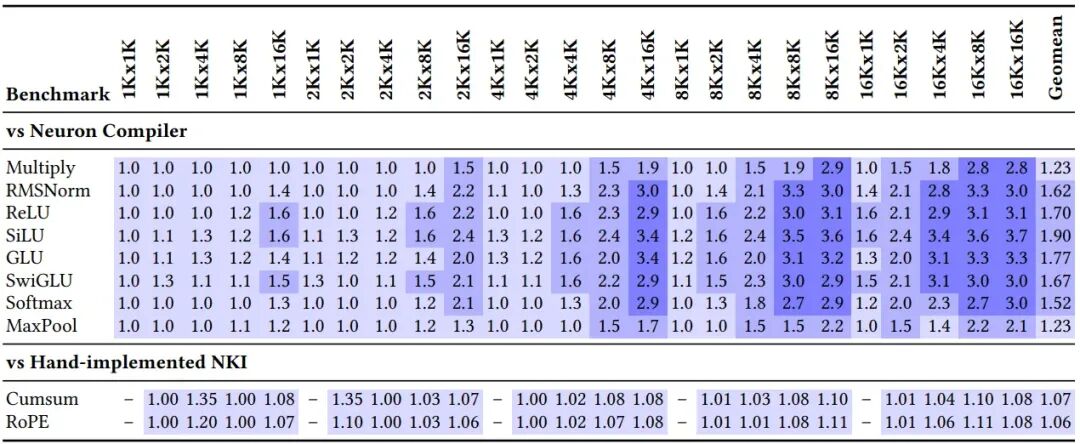 Benchmark 1Kx1K 1Kx2K 1Kx4K 1Kx8K 1Kx16K 2Kx1K 2Kx2K 2Kx4K 2Kx8K 2Kx16K 4Kx1K 4Kx2K 4Kx4K 4Kx8K 4Kx16K 8Kx1K 8Kx2K 8Kx4K 8Kx8K 8Kx16K 16Kx1K 16Kx2K 16Kx4K 16Kx8K 16Kx16K Geomean
vs Neuron Compiler
Multiply 1.0 1.0 1.0 1.0 1.0 1.0 1.0 1.0 1.0 1.5 1.0 1.0 1.0 1.5 1.9 1.0 1.0 1.5 1.9 2.9 1.0 1.5 1.8 2.8 2.8 1.23
RMSNorm 1.0 1.0 1.0 1.0 1.4 1.0 1.0 1.0 1.4 2.2 1.1 1.0 1.3 2.3 3.0 1.0 1.4 2.1 3.3 3.0 1.4 2.1 2.8 3.3 3.0 1.62
ReLU 1.0 1.0 1.0 1.2 1.6 1.0 1.0 1.2 1.6 2.2 1.0 1.0 1.6 2.3 2.9 1.0 1.6 2.2 3.0 3.1 1.6 2.1 2.9 3.1 3.1 1.70
SiLU 1.0 1.1 1.3 1.2 1.6 1.1 1.3 1.2 1.6 2.4 1.3 1.2 1.6 2.4 3.4 1.2 1.6 2.4 3.5 3.6 1.6 2.4 3.4 3.6 3.7 1.90
GLU 1.0 1.1 1.3 1.2 1.4 1.1 1.2 1.2 1.4 2.0 1.3 1.2 1.6 2.0 3.4 1.2 1.6 2.0 3.1 3.2 1.3 2.0 3.1 3.3 3.3 1.77
SwiGLU 1.0 1.3 1.1 1.1 1.5 1.3 1.0 1.1 1.5 2.1 1.1 1.1 1.6 2.2 2.9 1.1 1.5 2.3 3.0 2.9 1.5 2.1 3.1 3.0 3.0 1.67
Softmax 1.0 1.0 1.0 1.0 1.3 1.0 1.0 1.0 1.2 2.1 1.0 1.0 1.3 2.0 2.9 1.0 1.3 1.8 2.7 2.9 1.2 2.0 2.3 2.7 3.0 1.52
MaxPool 1.0 1.0 1.0 1.1 1.2 1.0 1.0 1.0 1.2 1.3 1.0 1.0 1.0 1.5 1.7 1.0 1.0 1.5 1.5 2.2 1.0 1.5 1.4 2.2 2.1 1.23
vs Hand-implemented NKI
Cumsum – 1.00 1.35 1.00 1.08 – 1.35 1.00 1.03 1.07 – 1.00 1.02 1.08 1.08 – 1.01 1.03 1.08 1.10 – 1.01 1.04 1.10 1.08 1.07
RoPE – 1.00 1.20 1.00 1.07 – 1.10 1.00 1.03 1.06 – 1.00 1.02 1.07 1.08 – 1.01 1.01 1.08 1.11 – 1.01 1.06 1.11 1.08 1.06